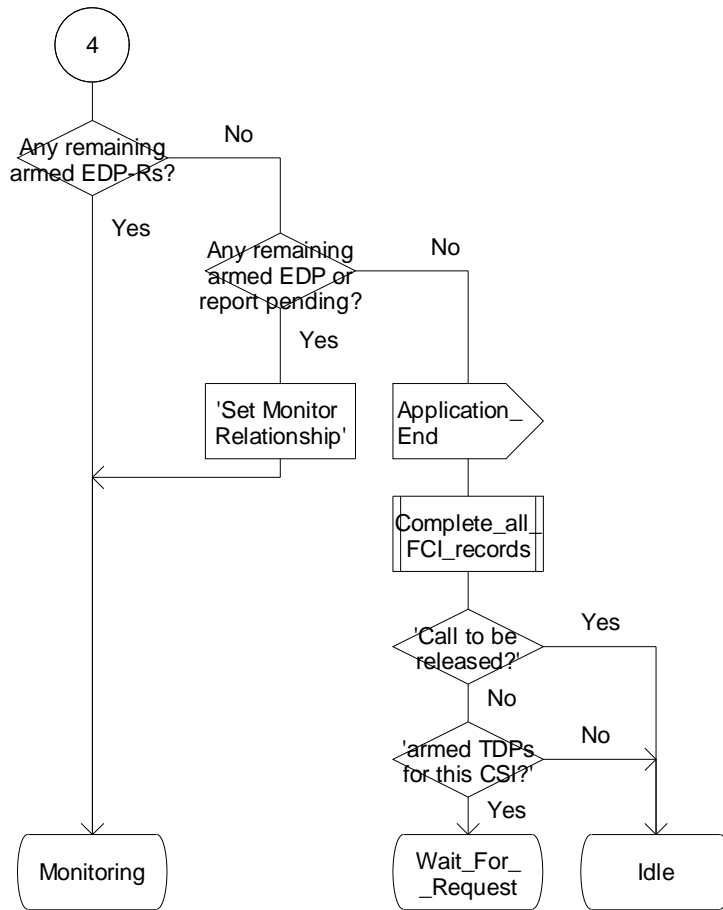 4
Any remaining
armed EDP-Rs?
No
Yes
Any remaining
armed EDP or
report pending?
No
Yes
'Set Monitor
Relationship'
Application_
End
Complete_all_
FCI_records
'Call to be
released?'
Yes
No
'armed TDPs
for this CSI?'
No
Yes
Monitoring
Wait_For_
_Request
Idle